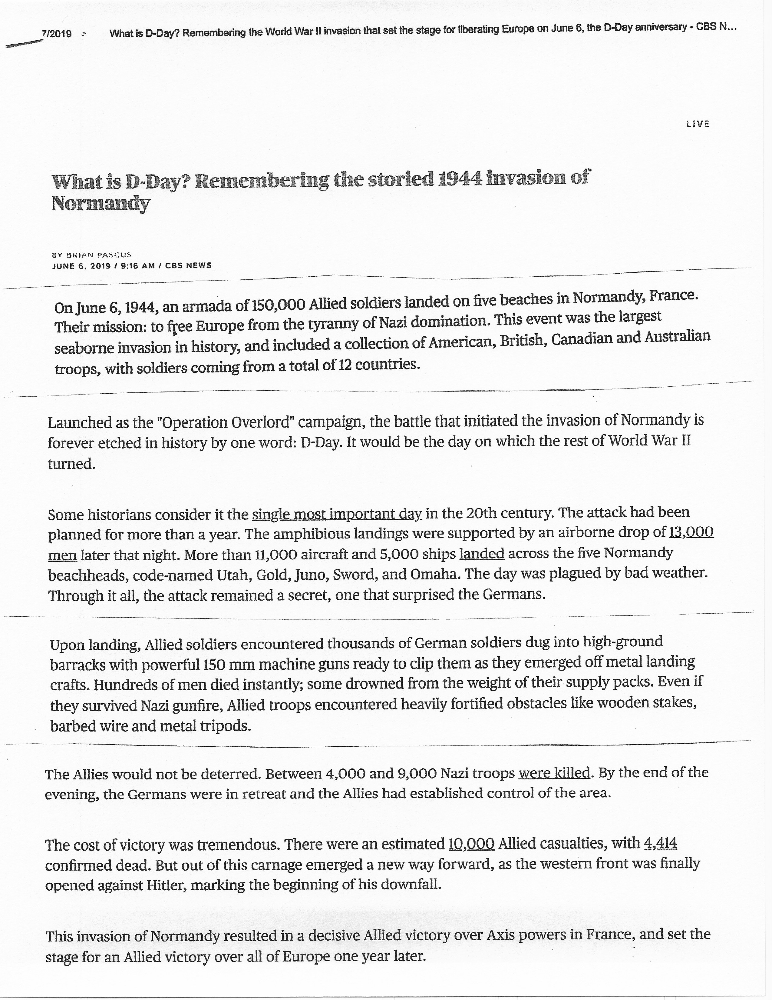 7/2019 What is D-Day? Remembering the World War II invasion that set the stage for liberating Europe on June 6, the D-Day anniversary - CBS N...
LIVE
What is D-Day? Remembering the storied 1944 invasion of
Normandy
BY BRIAN PASCUS
JUNE 6, 2019 / 9:16 AM / CBS NEWS
On June 6, 1944, an armada of 150,000 Allied soldiers landed on five beaches in Normandy, France.
Their mission: to free Europe from the tyranny of Nazi domination. This event was the largest
seaborne invasion in history, and included a collection of American, British, Canadian and Australian
troops, with soldiers coming from a total of 12 countries.
Launched as the "Operation Overlord" campaign, the battle that initiated the invasion of Normandy is
forever etched in history by one word: D-Day. It would be the day on which the rest of World War II
turned.
Some historians consider it the single most important day in the 20th century. The attack had been
planned for more than a year. The amphibious landings were supported by an airborne drop of 13,000
men later that night. More than 11,000 aircraft and 5,000 ships landed across the five Normandy
beachheads, code-named Utah, Gold, Juno, Sword, and Omaha. The day was plagued by bad weather.
Through it all, the attack remained a secret, one that surprised the Germans.
Upon landing, Allied soldiers encountered thousands of German soldiers dug into high-ground
barracks with powerful 150 mm machine guns ready to clip them as they emerged off metal landing
crafts. Hundreds of men died instantly; some drowned from the weight of their supply packs. Even if
they survived Nazi gunfire, Allied troops encountered heavily fortified obstacles like wooden stakes,
barbed wire and metal tripods.
The Allies would not be deterred. Between 4,000 and 9,000 Nazi troops were killed. By the end of the
evening, the Germans were in retreat and the Allies had established control of the area.
The cost of victory was tremendous. There were an estimated 10,000 Allied casualties, with 4,414
confirmed dead. But out of this carnage emerged a new way forward, as the western front was finally
opened against Hitler, marking the beginning of his downfall.
This invasion of Normandy resulted in a decisive Allied victory over Axis powers in France, and set the
stage for an Allied victory over all of Europe one year later.